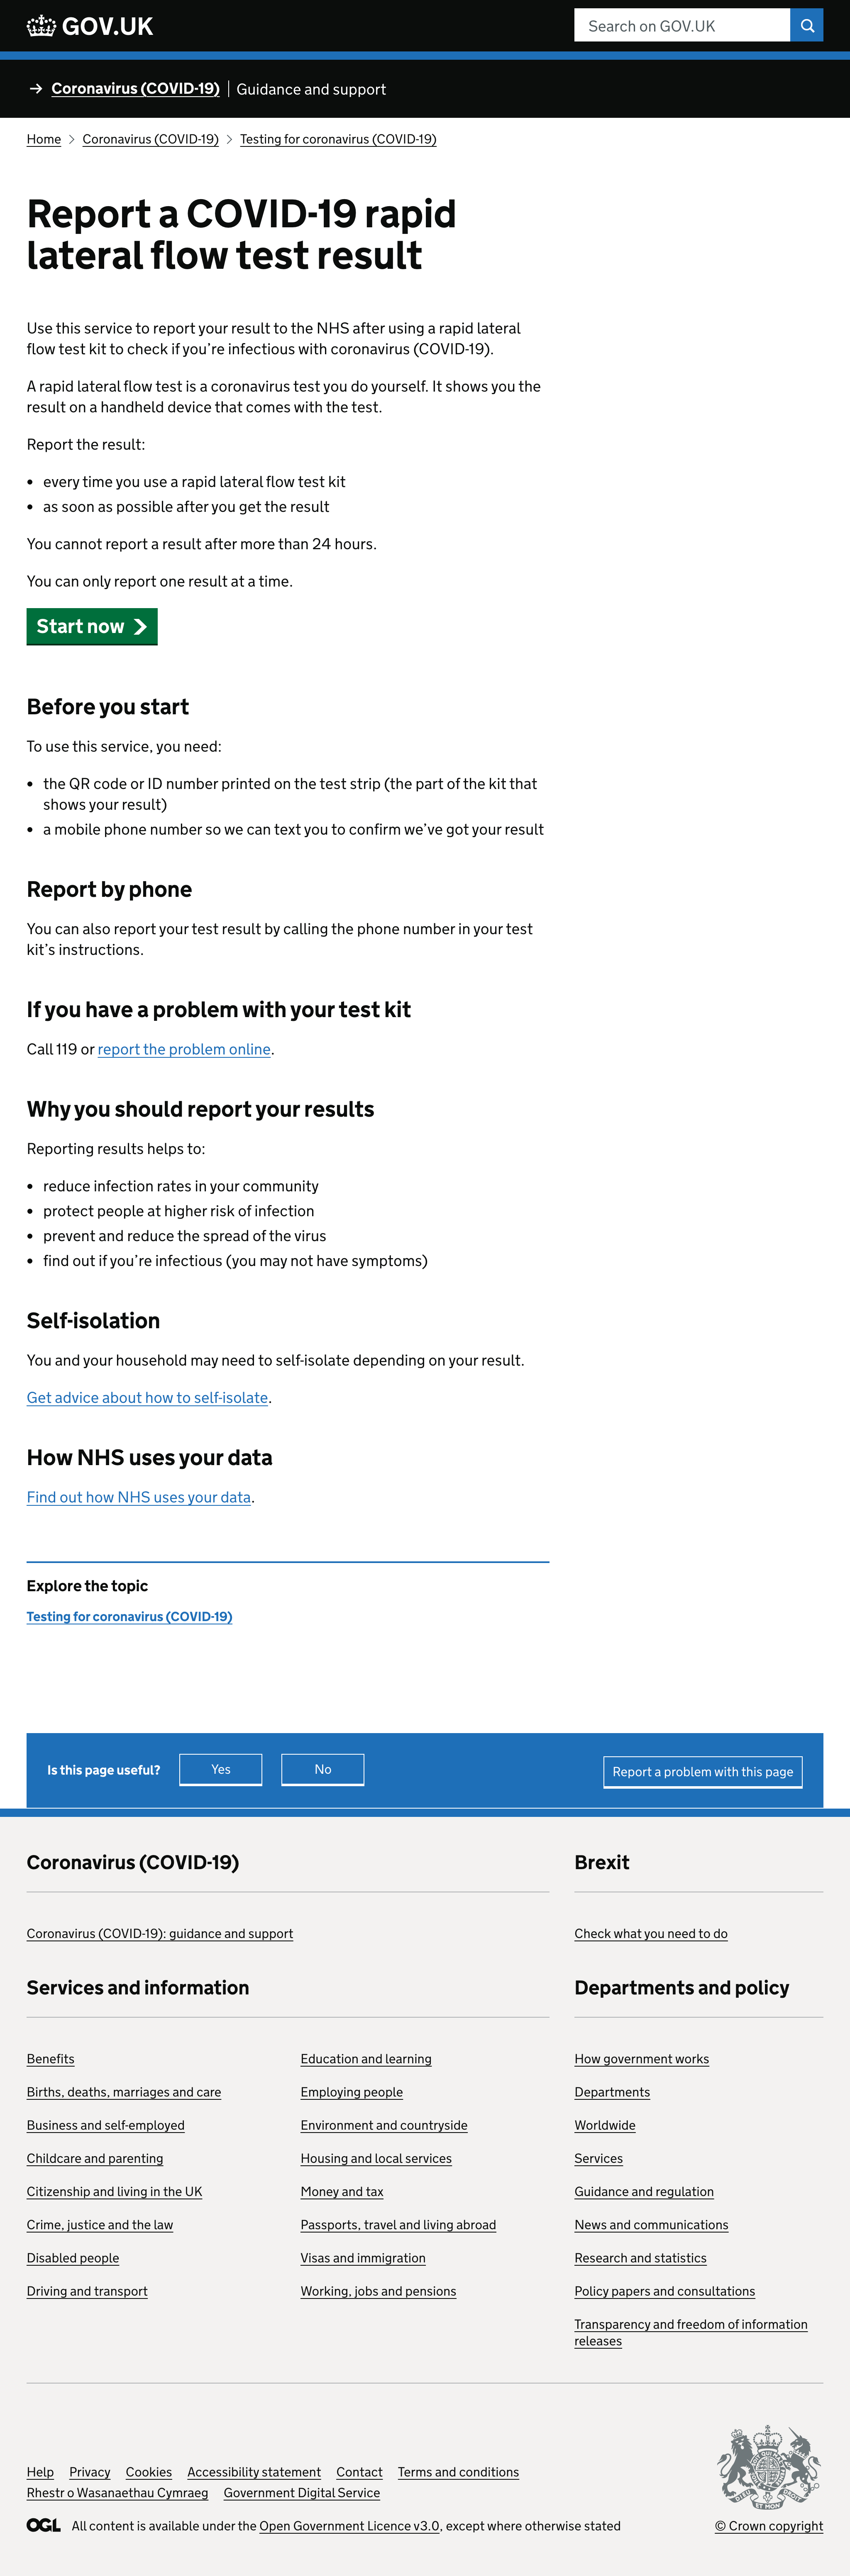 GOV.UK
Search on GOV.UK
→ Coronavirus (COVID-19) | Guidance and support
Home > Coronavirus (COVID-19) > Testing for coronavirus (COVID-19)
Report a COVID-19 rapid
lateral flow test result
Use this service to report your result to the NHS after using a rapid lateral
flow test kit to check if you’re infectious with coronavirus (COVID-19).
A rapid lateral flow test is a coronavirus test you do yourself. It shows you the
result on a handheld device that comes with the test.
Report the result:
• every time you use a rapid lateral flow test kit
• as soon as possible after you get the result
You cannot report a result after more than 24 hours.
You can only report one result at a time.
Start now
Before you start
To use this service, you need:
• the QR code or ID number printed on the test strip (the part of the kit that
shows your result)
• a mobile phone number so we can text you to confirm we’ve got your result
Report by phone
You can also report your test result by calling the phone number in your test
kit’s instructions.
If you have a problem with your test kit
Call 119 or report the problem online.
Why you should report your results
Reporting results helps to:
• reduce infection rates in your community
• protect people at higher risk of infection
• prevent and reduce the spread of the virus
• find out if you’re infectious (you may not have symptoms)
Self-isolation
You and your household may need to self-isolate depending on your result.
Get advice about how to self-isolate.
How NHS uses your data
Find out how NHS uses your data.
Explore the topic
Testing for coronavirus (COVID-19)
Is this page useful? Yes No Report a problem with this page
Coronavirus (COVID-19)
Coronavirus (COVID-19): guidance and support
Brexit
Check what you need to do
Services and information
Benefits
Births, deaths, marriages and care
Business and self-employed
Childcare and parenting
Citizenship and living in the UK
Crime, justice and the law
Disabled people
Driving and transport
Education and learning
Employing people
Environment and countryside
Housing and local services
Money and tax
Passports, travel and living abroad
Visas and immigration
Working, jobs and pensions
Departments and policy
How government works
Departments
Worldwide
Services
Guidance and regulation
News and communications
Research and statistics
Policy papers and consultations
Transparency and freedom of information
releases
Help Privacy Cookies Accessibility statement Contact Terms and conditions
Rhestr o Wasanaethau Cymraeg Government Digital Service
OGL All content is available under the Open Government Licence v3.0, except where otherwise stated
© Crown copyright